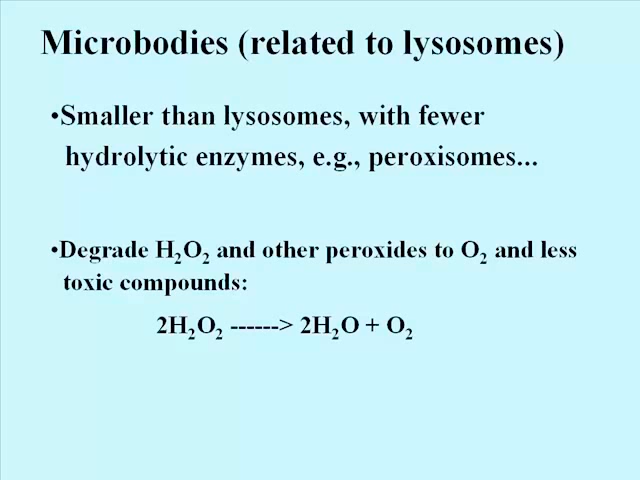 Microbodies (related to lysosomes)
•Smaller than lysosomes, with fewer
hydrolytic enzymes, e.g., peroxisomes...
•Degrade H₂O₂ and other peroxides to O₂ and less
toxic compounds:
2H₂O₂ ------> 2H₂O + O₂